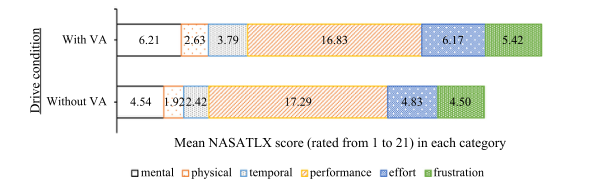 Drive condition
With VA
6.21 2.63 3.79 16.83 6.17 5.42
Without VA
4.54 1.92 2.42 17.29 4.83 4.50
Mean NASATLX score (rated from 1 to 21) in each category
mental physical temporal performance effort frustration